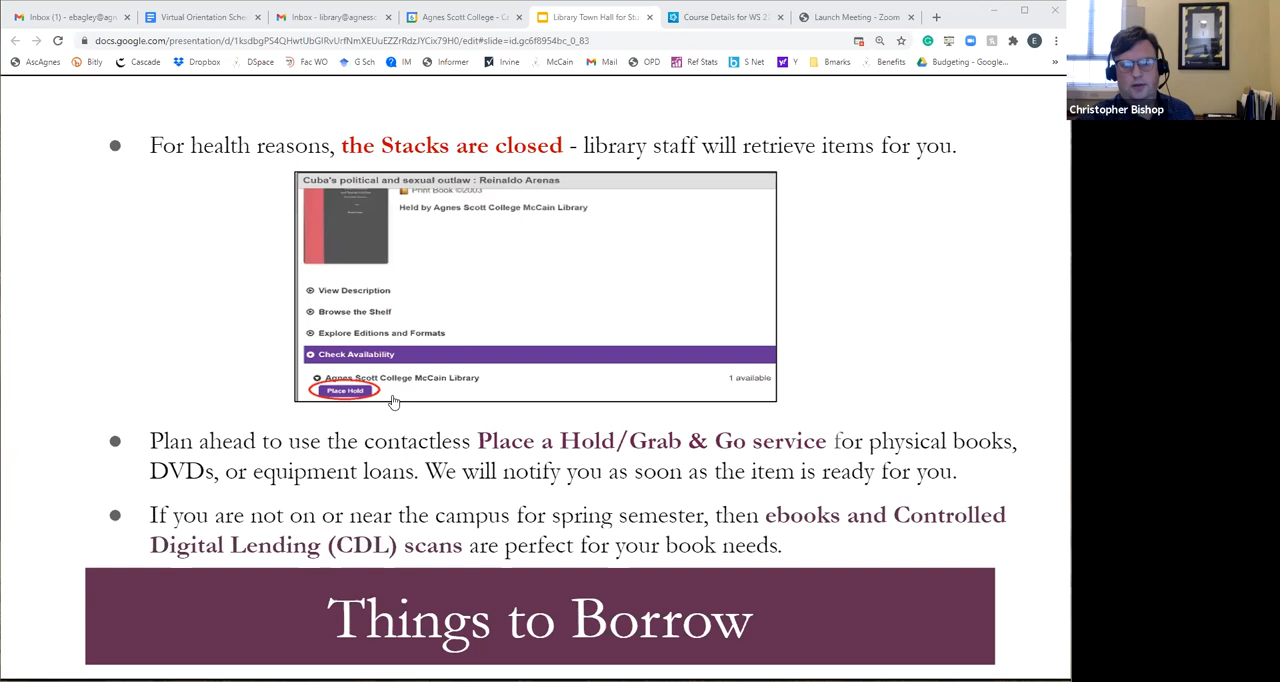 Inbox (1) - ebagley@agn
Virtual Orientation Sche
Inbox - library@agnessc
Agnes Scott College - Ca
Library Town Hall for Stu
Course Details for WS 2
Launch Meeting - Zoom
docs.google.com/presentation/d/
/edit#slide=id.gc6f8954bc_0_83
E
AscAgnes
Bitly
Cascade
Dropbox
DSpace
Fac WO
G Sch
IM
Informer
Irvine
McCain
Mail
OPD
Ref Stats
S Net
Y
Bmarks
Benefits
Budgeting - Google...
Christopher Bishop
For health reasons, the Stacks are closed - library staff will retrieve items for you.
Cuba's political and sexual outlaw : Reinaldo Arenas
Print Book ©2003
Held by Agnes Scott College McCain Library
View Description
Browse the Shelf
Explore Editions and Formats
Check Availability
Agnes Scott College McCain Library
1 available
Place Hold
Plan ahead to use the contactless Place a Hold/Grab & Go service for physical books,
DVDs, or equipment loans. We will notify you as soon as the item is ready for you.
If you are not on or near the campus for spring semester, then ebooks and Controlled
Digital Lending (CDL) scans are perfect for your book needs.
Things to Borrow